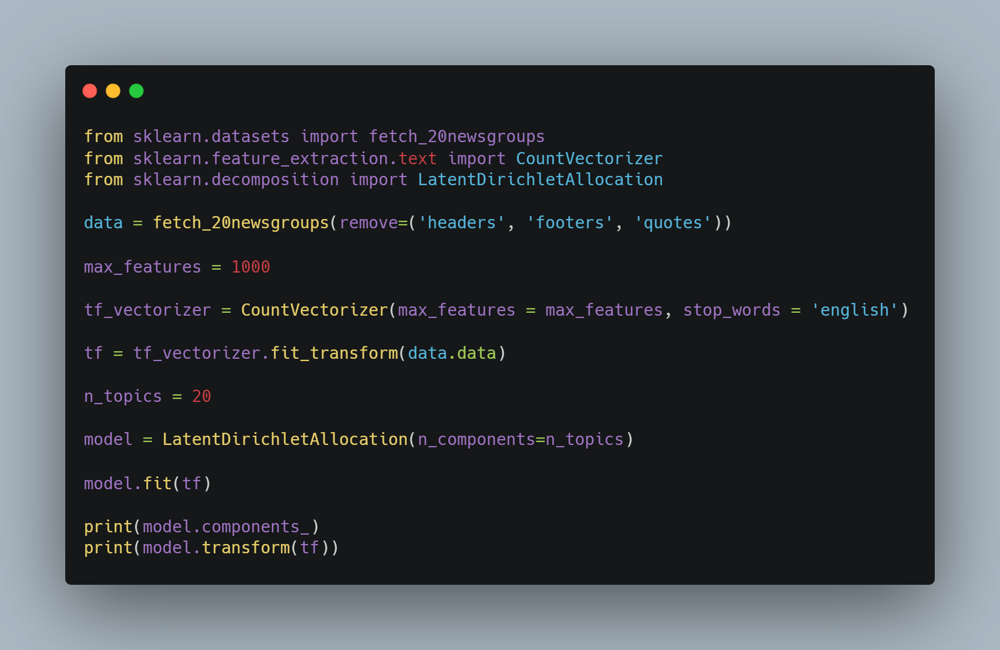 from sklearn.datasets import fetch_20newsgroups
from sklearn.feature_extraction.text import CountVectorizer
from sklearn.decomposition import LatentDirichletAllocation
data = fetch_20newsgroups(remove=('headers', 'footers', 'quotes'))
max_features = 1000
tf_vectorizer = CountVectorizer(max_features = max_features, stop_words = 'english')
tf = tf_vectorizer.fit_transform(data.data)
n_topics = 20
model = LatentDirichletAllocation(n_components=n_topics)
model.fit(tf)
print(model.components_)
print(model.transform(tf))